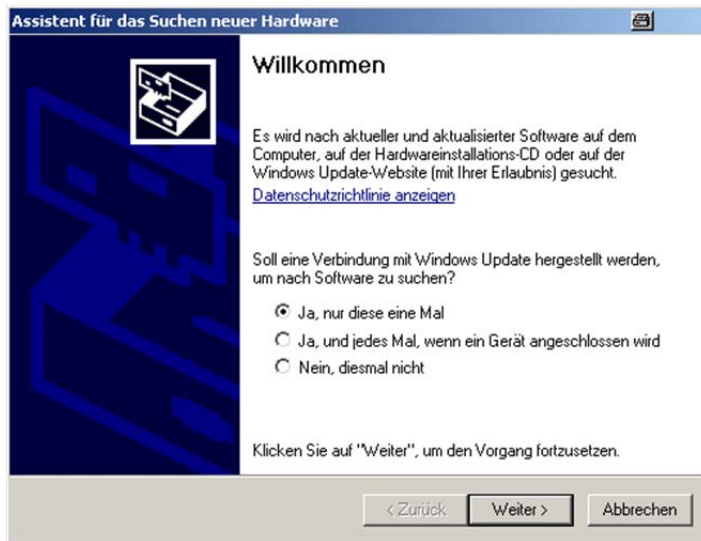 Assistent für das Suchen neuer Hardware
Willkommen
Es wird nach aktueller und aktualisierter Software auf dem
Computer, auf der Hardwareinstallations-CD oder auf der
Windows Update-Website (mit Ihrer Erlaubnis) gesucht.
Datenschutzrichtlinie anzeigen
Soll eine Verbindung mit Windows Update hergestellt werden,
um nach Software zu suchen?
Ja, nur diese eine Mal
Ja, und jedes Mal, wenn ein Gerät angeschlossen wird
Nein, diesmal nicht
Klicken Sie auf "Weiter", um den Vorgang fortzusetzen.
< Zurück Weiter > Abbrechen